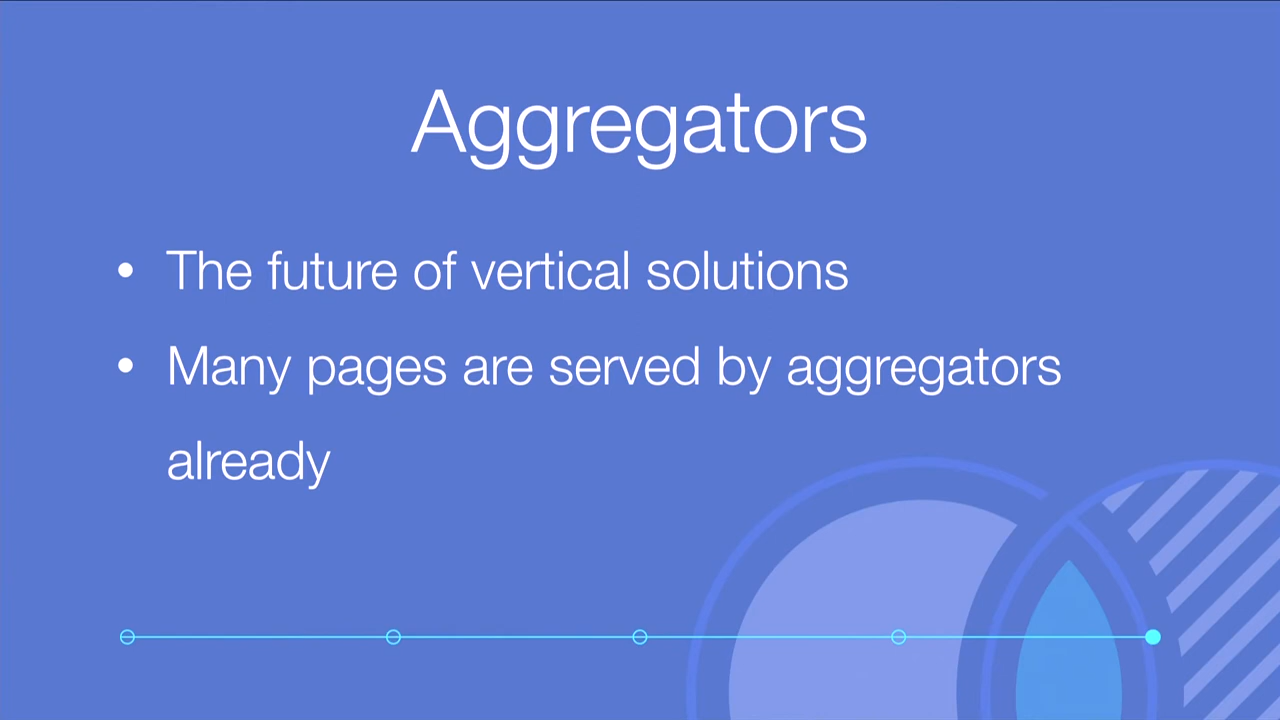 Aggregators
• The future of vertical solutions
• Many pages are served by aggregators
already